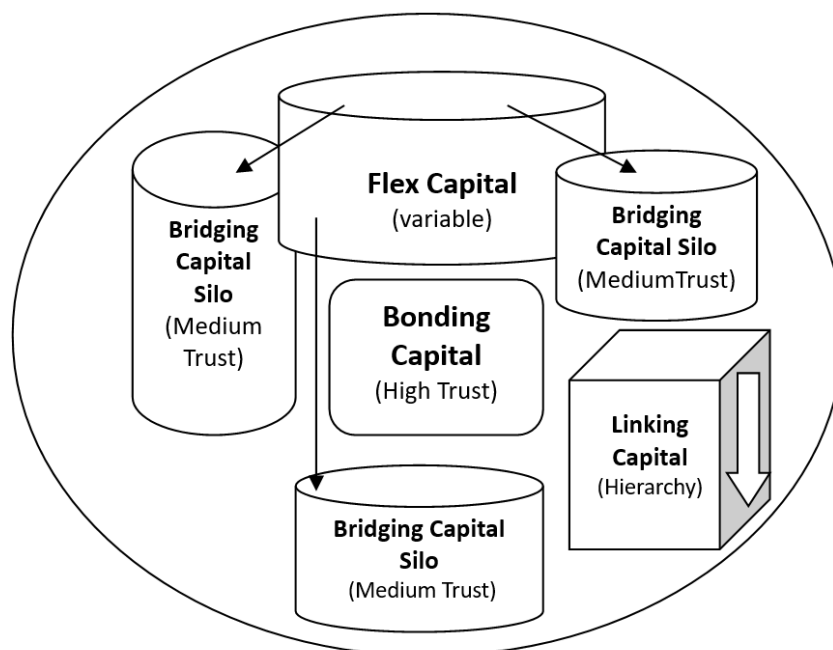 Flex Capital
(variable)
Bridging
Capital
Silo
(Medium
Trust)
Bridging
Capital Silo
(MediumTrust)
Bonding
Capital
(High Trust)
Linking
Capital
(Hierarchy)
Bridging Capital
Silo
(Medium Trust)